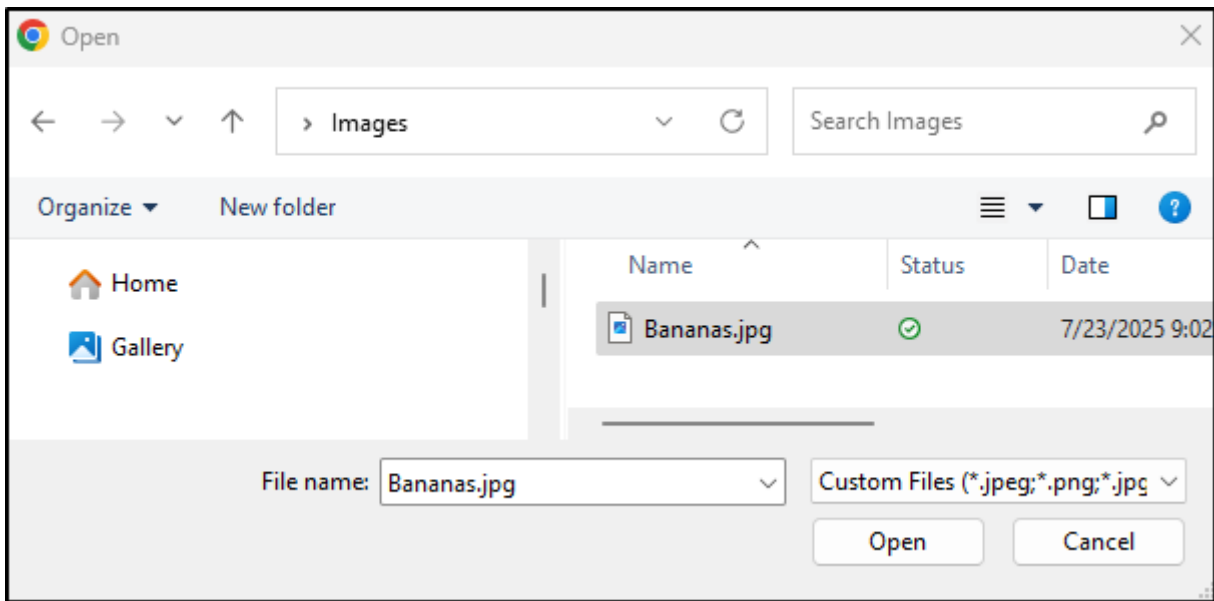 Open
Images
Search Images
Organize
New folder
?
Home
Gallery
Name
Status
Date
Bananas.jpg
7/23/2025 9:02
File name:
Bananas.jpg
Custom Files (*.jpeg;*.png;*.jpg
Open
Cancel